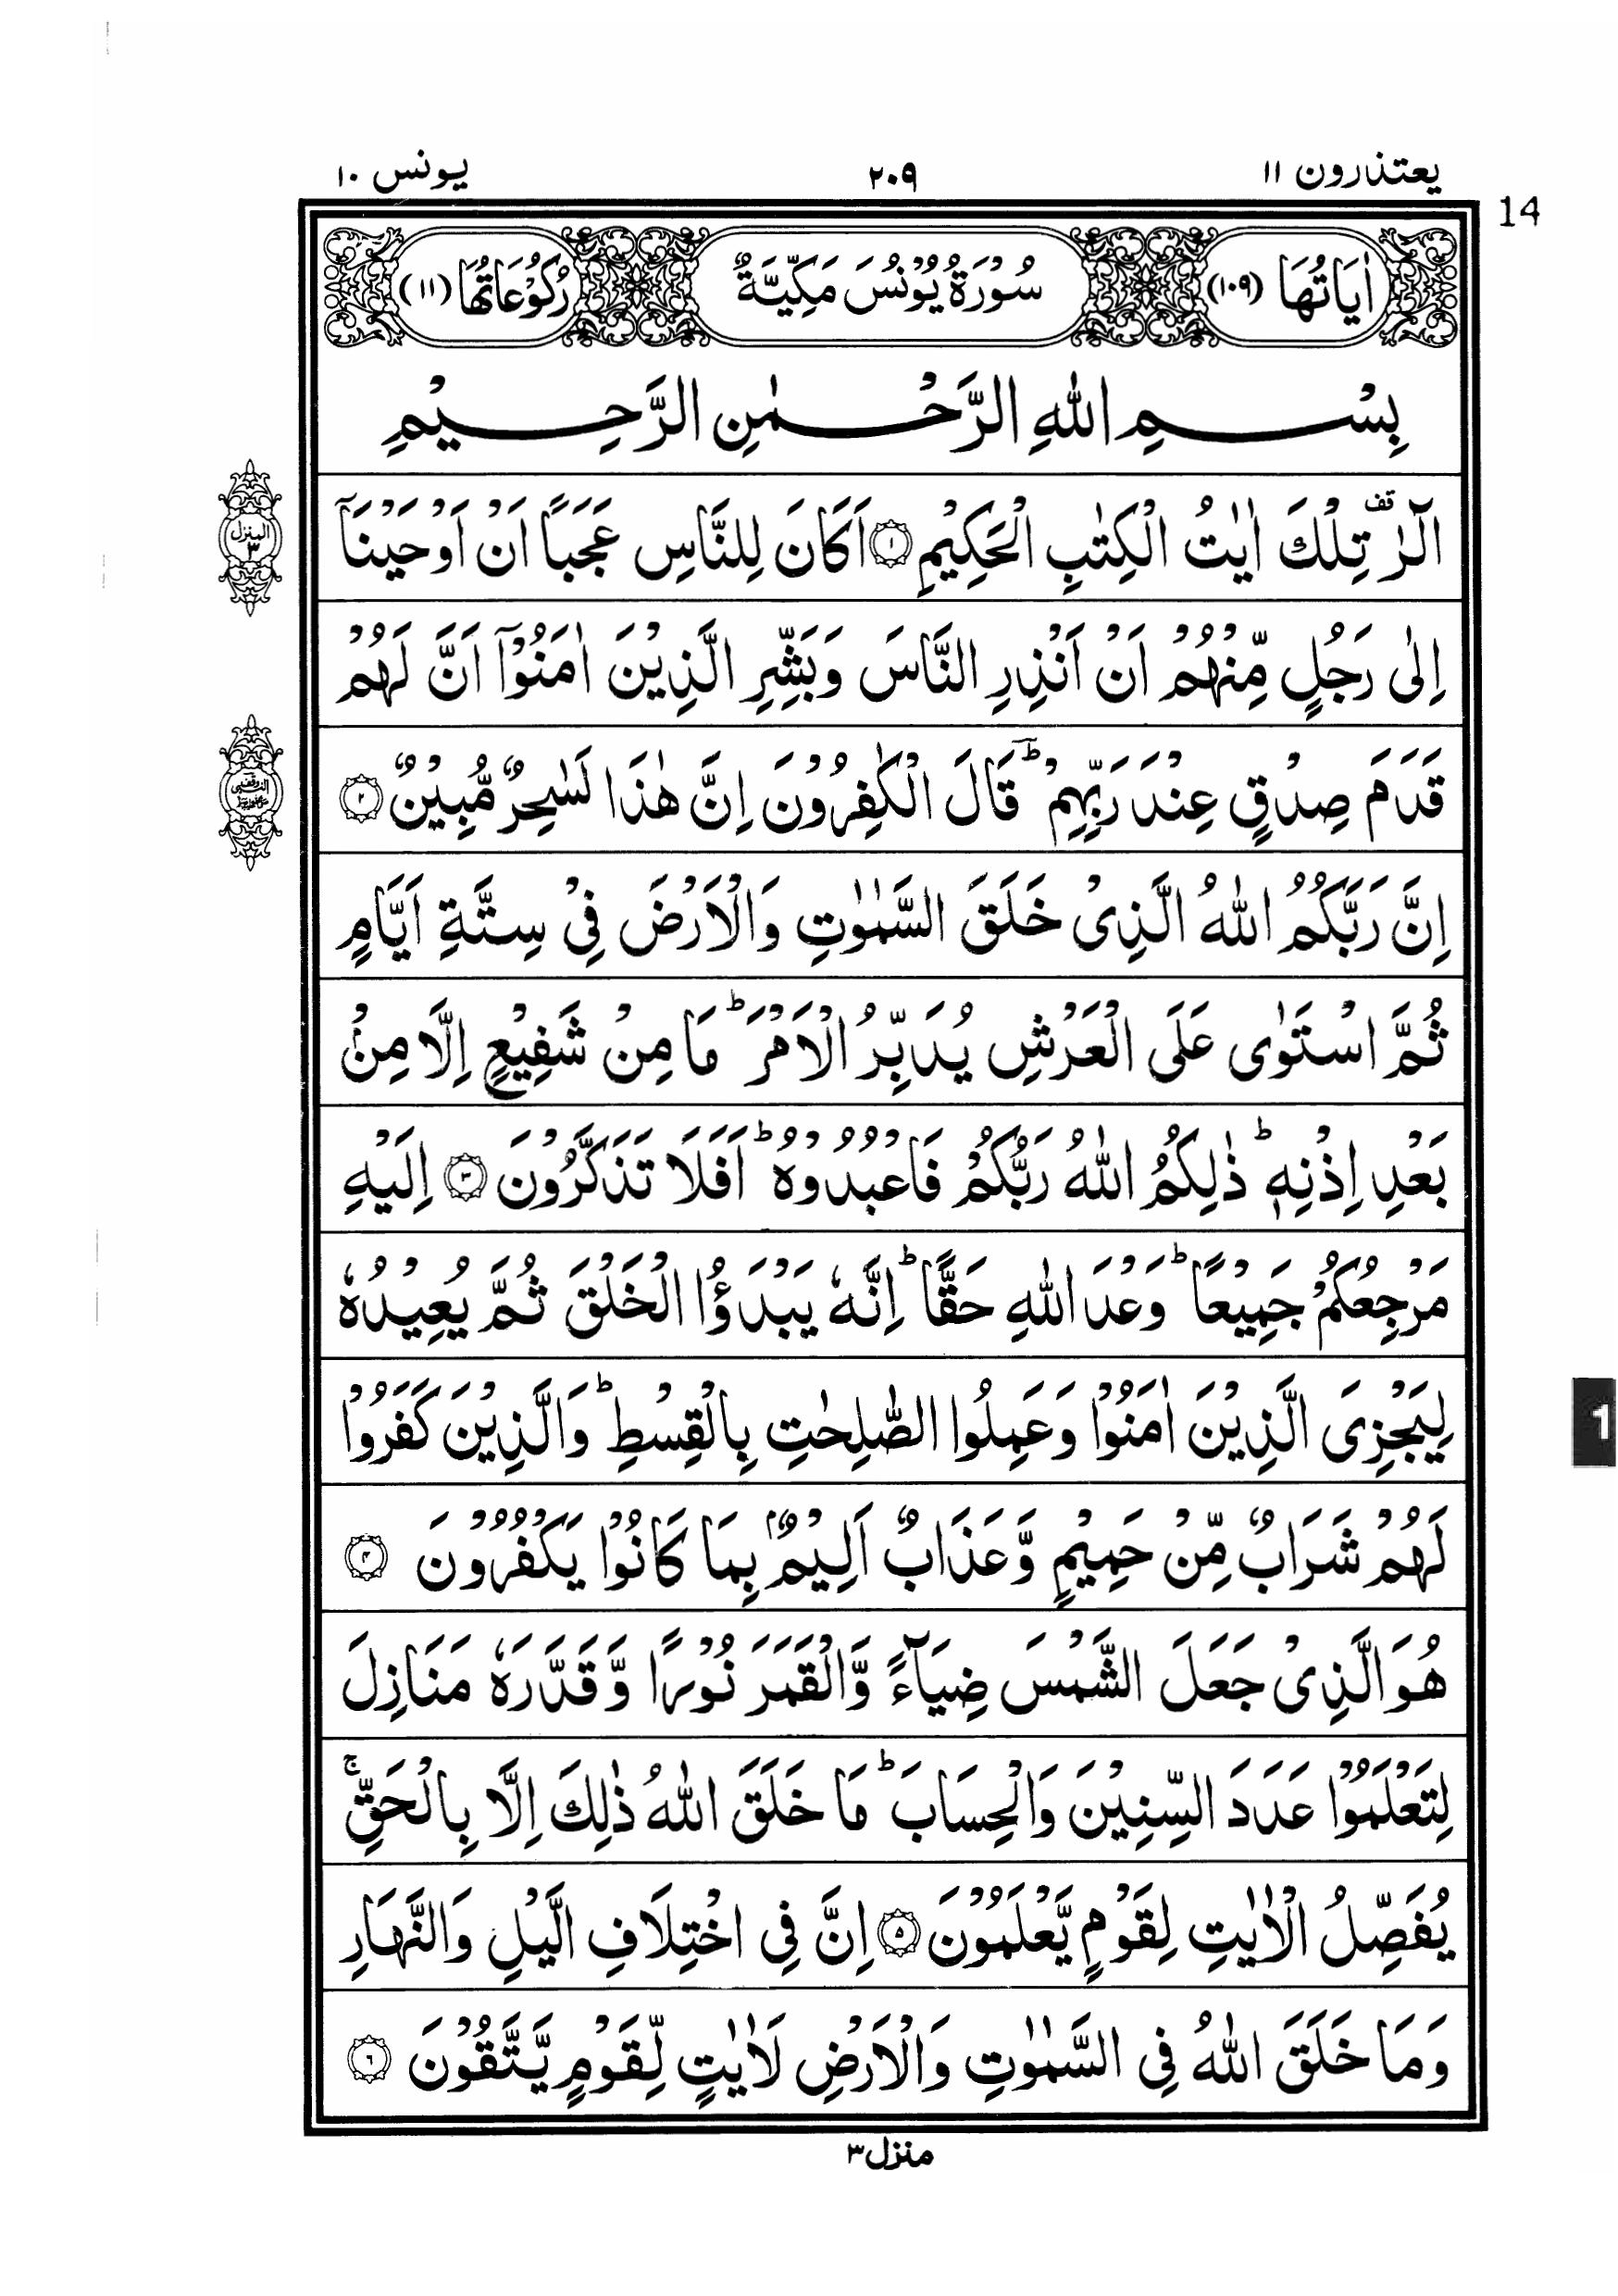 يعتذرون ١١
٢٠٩
يونس ١٠
14
اٰيَاتُهَا (١٠٩)
سُوْرَةُ يُوْنُسَ مَكِّيَّةٌ
رُكُوْعَاتُهَا (١١)
بِسْمِ اللّٰهِ الرَّحْمٰنِ الرَّحِيْمِ
الٓرٰ ۟قف تِلْكَ اٰيٰتُ الْكِتٰبِ الْحَكِيْمِ ۝١ اَكَانَ لِلنَّاسِ عَجَبًا اَنْ اَوْحَيْنَاۤ
المنزل ٣
اِلٰى رَجُلٍ مِّنْهُمْ اَنْ اَنْذِرِ النَّاسَ وَبَشِّرِ الَّذِيْنَ اٰمَنُوْۤا اَنَّ لَهُمْ
قَدَمَ صِدْقٍ عِنْدَ رَبِّهِمْ ؕ قَالَ الْكٰفِرُوْنَ اِنَّ هٰذَا لَسٰحِرٌ مُّبِيْنٌ ۝٢
اِنَّ رَبَّكُمُ اللّٰهُ الَّذِىْ خَلَقَ السَّمٰوٰتِ وَالْاَرْضَ فِىْ سِتَّةِ اَيَّامٍ
ثُمَّ اسْتَوٰى عَلَى الْعَرْشِ يُدَبِّرُ الْاَمْرَ ؕ مَا مِنْ شَفِيْعٍ اِلَّا مِنْۢ
بَعْدِ اِذْنِهٖ ؕ ذٰلِكُمُ اللّٰهُ رَبُّكُمْ فَاعْبُدُوْهُ ؕ اَفَلَا تَذَكَّرُوْنَ ۝٣ اِلَيْهِ
مَرْجِعُكُمْ جَمِيْعًا ؕ وَعْدَ اللّٰهِ حَقًّا ؕ اِنَّهٗ يَبْدَؤُا الْخَلْقَ ثُمَّ يُعِيْدُهٗ
لِيَجْزِىَ الَّذِيْنَ اٰمَنُوْا وَعَمِلُوا الصّٰلِحٰتِ بِالْقِسْطِ ؕ وَالَّذِيْنَ كَفَرُوْا
لَهُمْ شَرَابٌ مِّنْ حَمِيْمٍ وَّعَذَابٌ اَلِيْمٌۢ بِمَا كَانُوْا يَكْفُرُوْنَ ۝٤
هُوَ الَّذِىْ جَعَلَ الشَّمْسَ ضِيَآءً وَّالْقَمَرَ نُوْرًا وَّقَدَّرَهٗ مَنَازِلَ
لِتَعْلَمُوْا عَدَدَ السِّنِيْنَ وَالْحِسَابَ ؕ مَا خَلَقَ اللّٰهُ ذٰلِكَ اِلَّا بِالْحَقِّ ۚ
يُفَصِّلُ الْاٰيٰتِ لِقَوْمٍ يَّعْلَمُوْنَ ۝٥ اِنَّ فِى اخْتِلَافِ الَّيْلِ وَالنَّهَارِ
وَمَا خَلَقَ اللّٰهُ فِى السَّمٰوٰتِ وَالْاَرْضِ لَاٰيٰتٍ لِّقَوْمٍ يَّتَّقُوْنَ ۝٦
منزل ٣
1